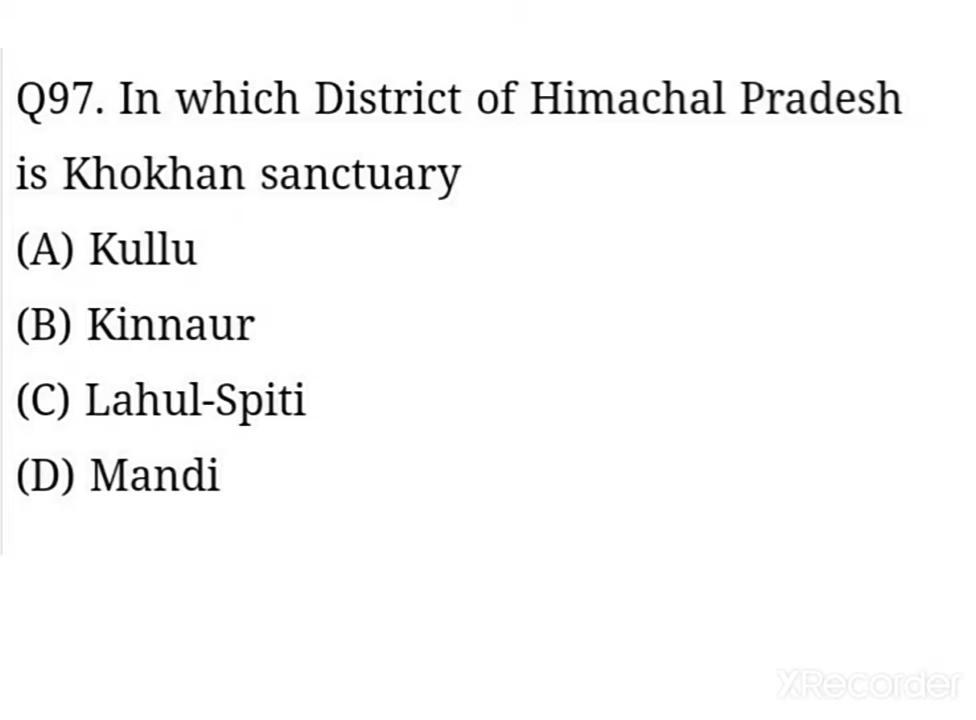 Q97. In which District of Himachal Pradesh
is Khokhan sanctuary
(A) Kullu
(B) Kinnaur
(C) Lahul-Spiti
(D) Mandi
XRecorder